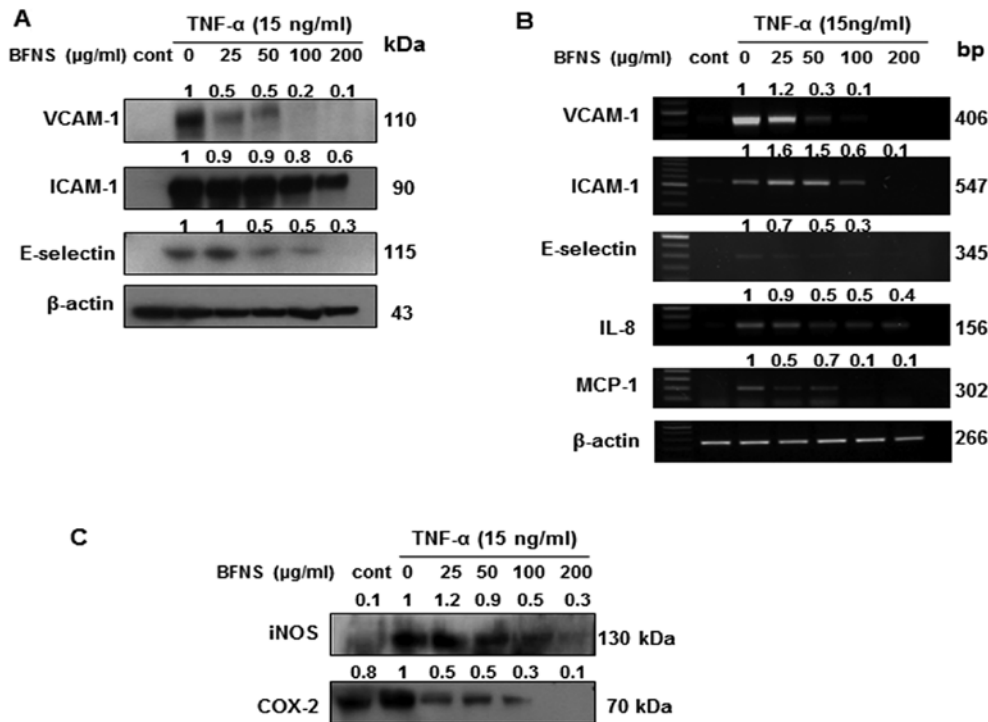 A
TNF-α (15 ng/ml)
kDa
BFNS (µg/ml) cont 0 25 50 100 200
1 0.5 0.5 0.2 0.1
VCAM-1 110
1 0.9 0.9 0.8 0.6
ICAM-1 90
1 1 0.5 0.5 0.3
E-selectin 115
β-actin 43
B
TNF-α (15ng/ml)
bp
BFNS (µg/ml) cont 0 25 50 100 200
1 1.2 0.3 0.1
VCAM-1 406
1 1.6 1.5 0.6 0.1
ICAM-1 547
1 0.7 0.5 0.3
E-selectin 345
1 0.9 0.5 0.5 0.4
IL-8 156
1 0.5 0.7 0.1 0.1
MCP-1 302
β-actin 266
C
TNF-α (15 ng/ml)
BFNS (µg/ml) cont 0 25 50 100 200
0.1 1 1.2 0.9 0.5 0.3
iNOS 130 kDa
0.8 1 0.5 0.5 0.3 0.1
COX-2 70 kDa